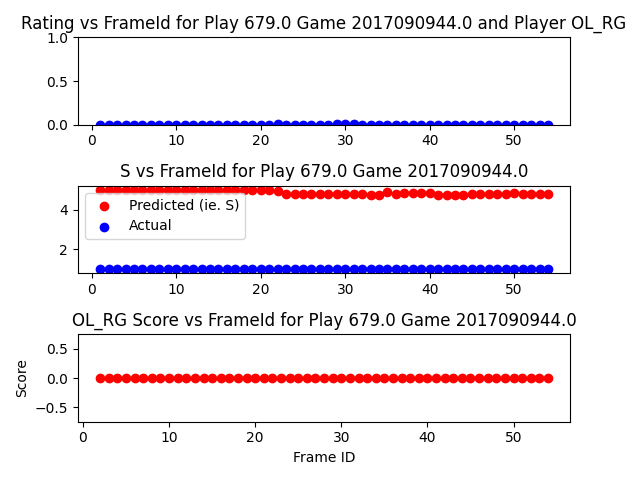 Rating vs FrameId for Play 679.0 Game 2017090944.0 and Player OL_RG
1.0
0.5
0.0
0 10 20 30 40 50
S vs FrameId for Play 679.0 Game 2017090944.0
4
2
Predicted (ie. S)
Actual
0 10 20 30 40 50
OL_RG Score vs FrameId for Play 679.0 Game 2017090944.0
Score
0.5
0.0
−0.5
0 10 20 30 40 50
Frame ID